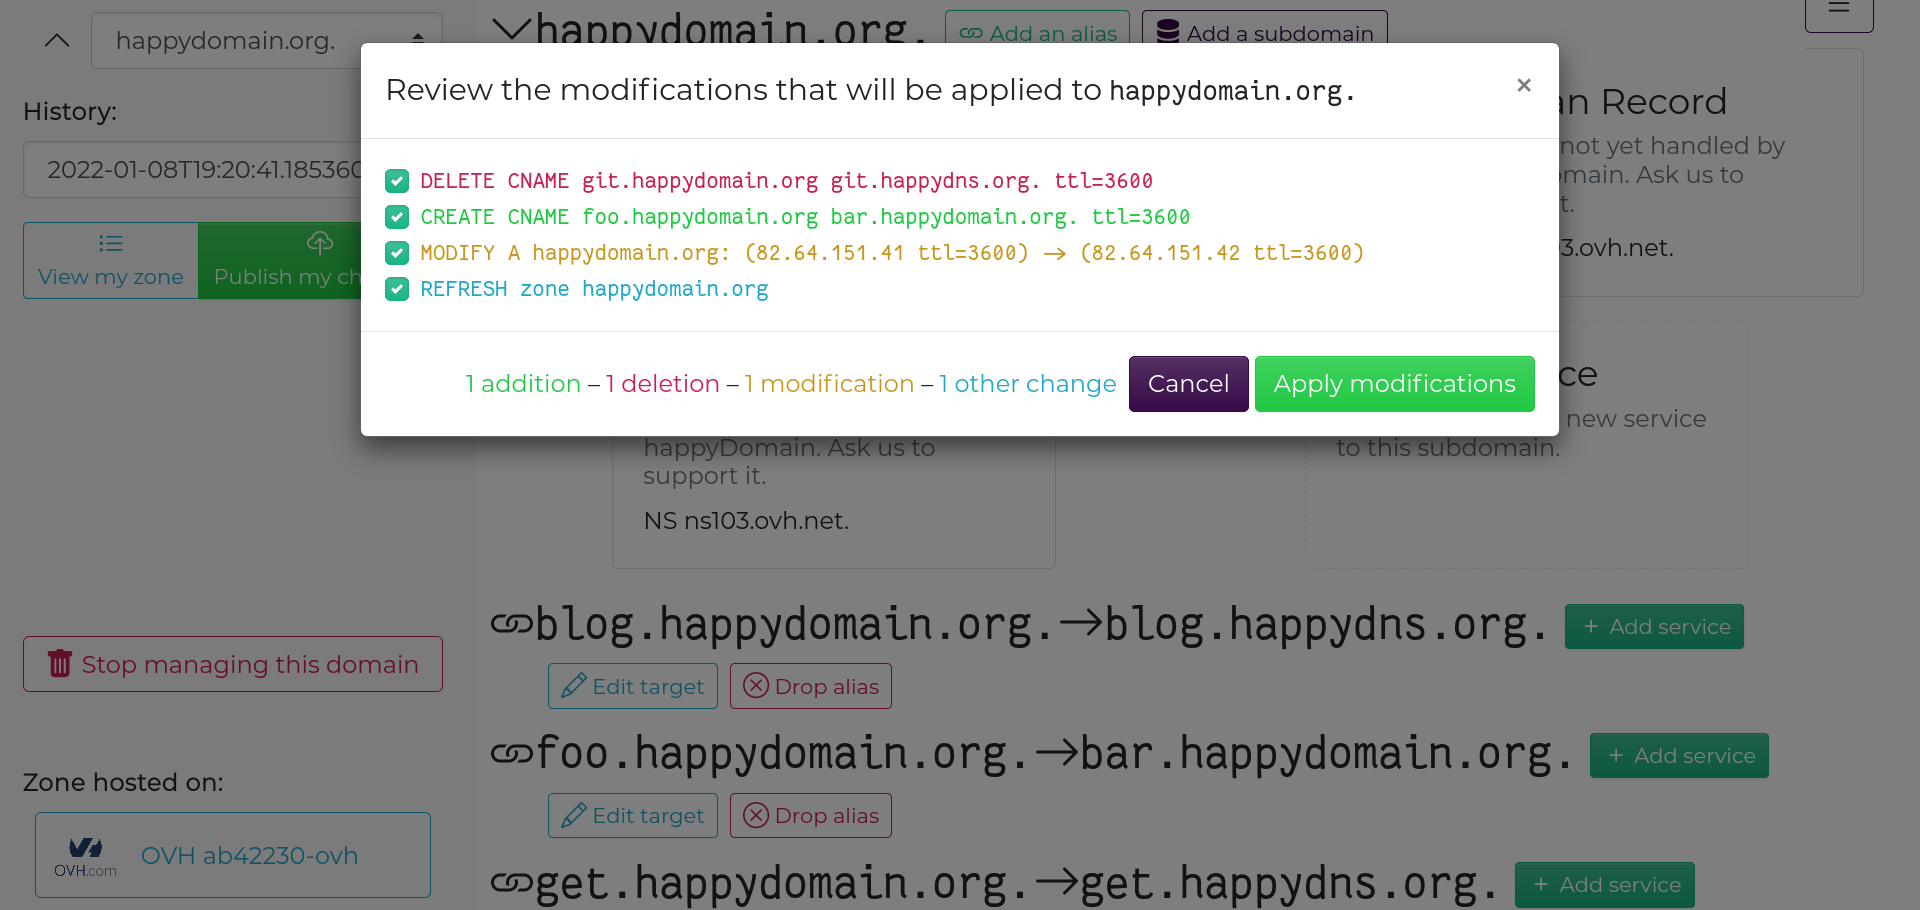 happydomain.org.
History:
2022-01-08T19:20:41.185360
View my zone
Publish my ch
Stop managing this domain
Zone hosted on:
OVH.com
OVH ab42230-ovh
happydomain.org.
Add an alias
Add a subdomain
Review the modifications that will be applied to happydomain.org.
×
DELETE CNAME git.happydomain.org git.happydns.org. ttl=3600
CREATE CNAME foo.happydomain.org bar.happydomain.org. ttl=3600
MODIFY A happydomain.org: (82.64.151.41 ttl=3600) → (82.64.151.42 ttl=3600)
REFRESH zone happydomain.org
1 addition – 1 deletion – 1 modification – 1 other change
Cancel
Apply modifications
an Record
not yet handled by
omain. Ask us to
t.
3.ovh.net.
happyDomain. Ask us to
support it.
NS ns103.ovh.net.
ce
new service
to this subdomain.
blog.happydomain.org.→blog.happydns.org.
+ Add service
Edit target
Drop alias
foo.happydomain.org.→bar.happydomain.org.
+ Add service
Edit target
Drop alias
get.happydomain.org.→get.happydns.org.
+ Add service